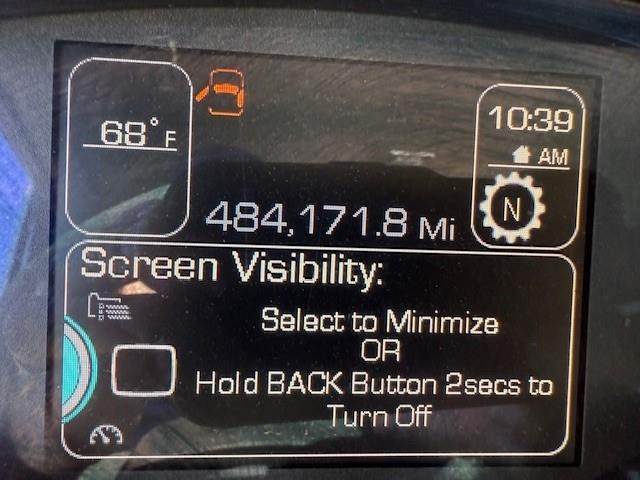 68°F
10:39
AM
N
484,171.8 Mi
Screen Visibility:
Select to Minimize
OR
Hold BACK Button 2secs to
Turn Off